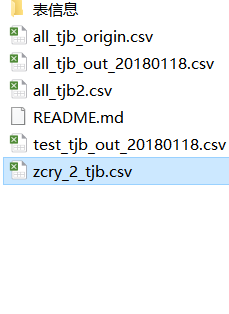 表信息
all_tjb_origin.csv
all_tjb_out_20180118.csv
all_tjb2.csv
README.md
test_tjb_out_20180118.csv
zcry_2_tjb.csv